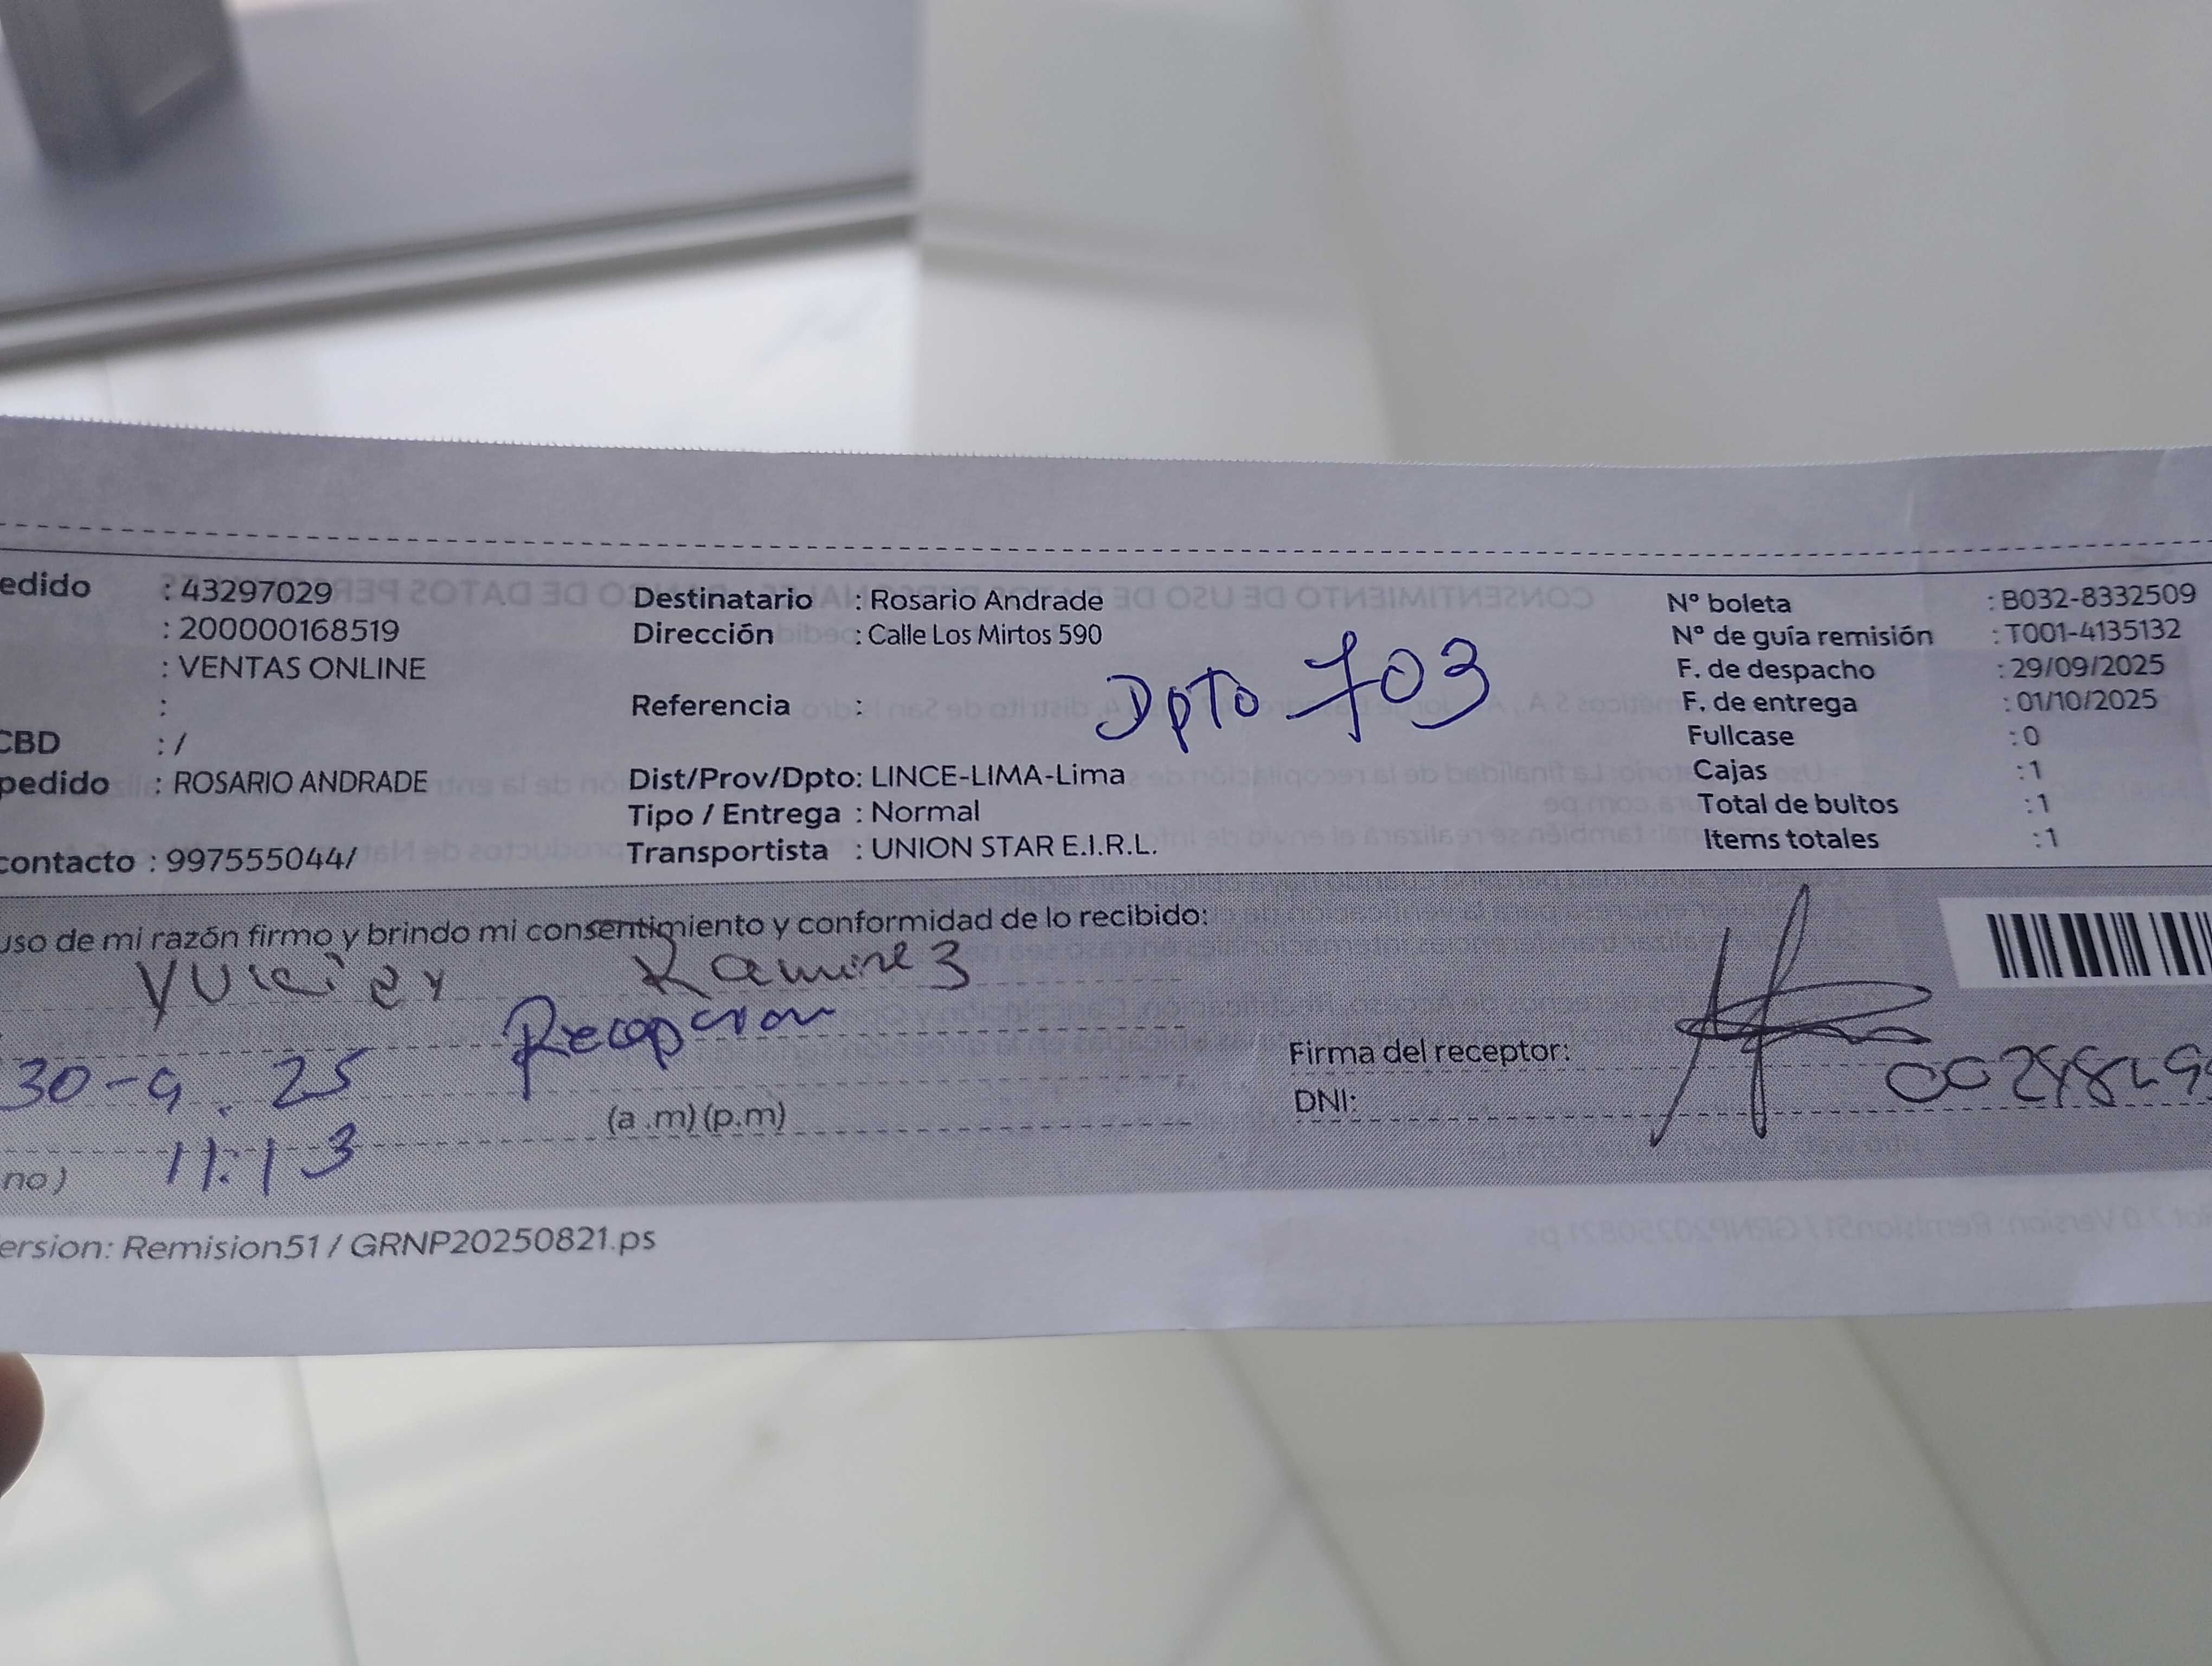 edido : 43297029
: 200000168519
: VENTAS ONLINE
:
CBD : /
pedido : ROSARIO ANDRADE
contacto : 997555044/
Destinatario : Rosario Andrade
Dirección : Calle Los Mirtos 590
Dpto 703
Referencia :
Dist/Prov/Dpto: LINCE-LIMA-Lima
Tipo / Entrega : Normal
Transportista : UNION STAR E.I.R.L.
Nº boleta : B032-8332509
Nº de guía remisión : T001-4135132
F. de despacho : 29/09/2025
F. de entrega : 01/10/2025
Fullcase : 0
Cajas : 1
Total de bultos : 1
Items totales : 1
uso de mi razón firmo y brindo mi consentimiento y conformidad de lo recibido:
Ramirez
Recepcion
30-9. 25
(a .m) (p.m)
11:13
no)
Firma del receptor:
DNI:
ersion: Remision51 / GRNP20250821.ps